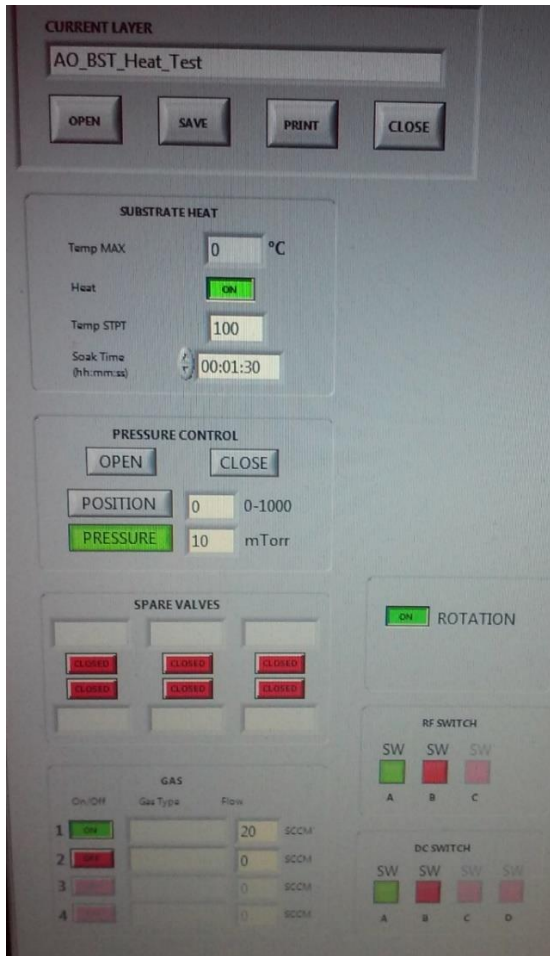 CURRENT LAYER
AO_BST_Heat_Test
OPEN SAVE PRINT CLOSE
SUBSTRATE HEAT
Temp MAX 0 °C
Heat ON
Temp STPT 100
Soak Time
(hh:mm:ss) 00:01:30
PRESSURE CONTROL
OPEN CLOSE
POSITION 0 0-1000
PRESSURE 10 mTorr
SPARE VALVES
CLOSED CLOSED CLOSED
CLOSED CLOSED CLOSED
ON ROTATION
RF SWITCH
SW SW SW
A B C
GAS
On/Off Gas Type Flow
1 ON 20 SCCM
2 OFF 0 SCCM
3 0 SCCM
4 0 SCCM
DC SWITCH
SW SW SW SW
A B C D